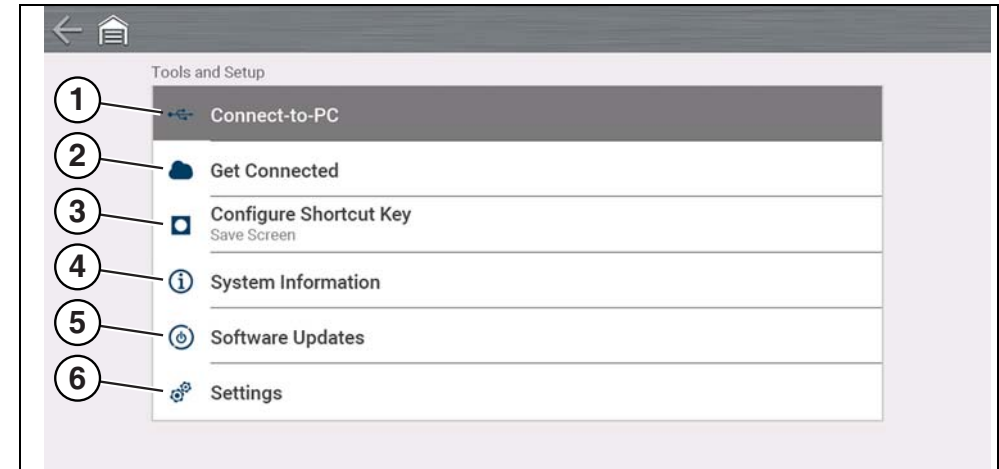 Tools and Setup
1
Connect-to-PC
2
Get Connected
3
Configure Shortcut Key
Save Screen
4
System Information
5
Software Updates
6
Settings